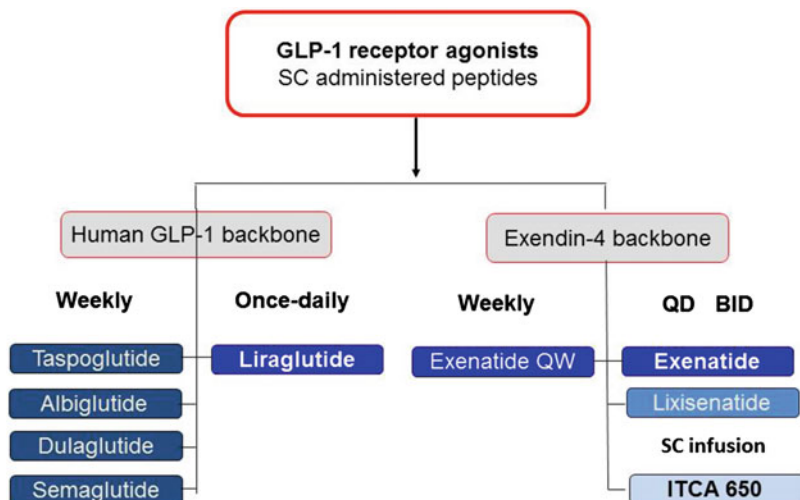 GLP-1 receptor agonists
SC administered peptides
Human GLP-1 backbone
Exendin-4 backbone
Weekly
Once-daily
Weekly
QD BID
Taspoglutide
Liraglutide
Exenatide QW
Exenatide
Albiglutide
Lixisenatide
Dulaglutide
SC infusion
Semaglutide
ITCA 650